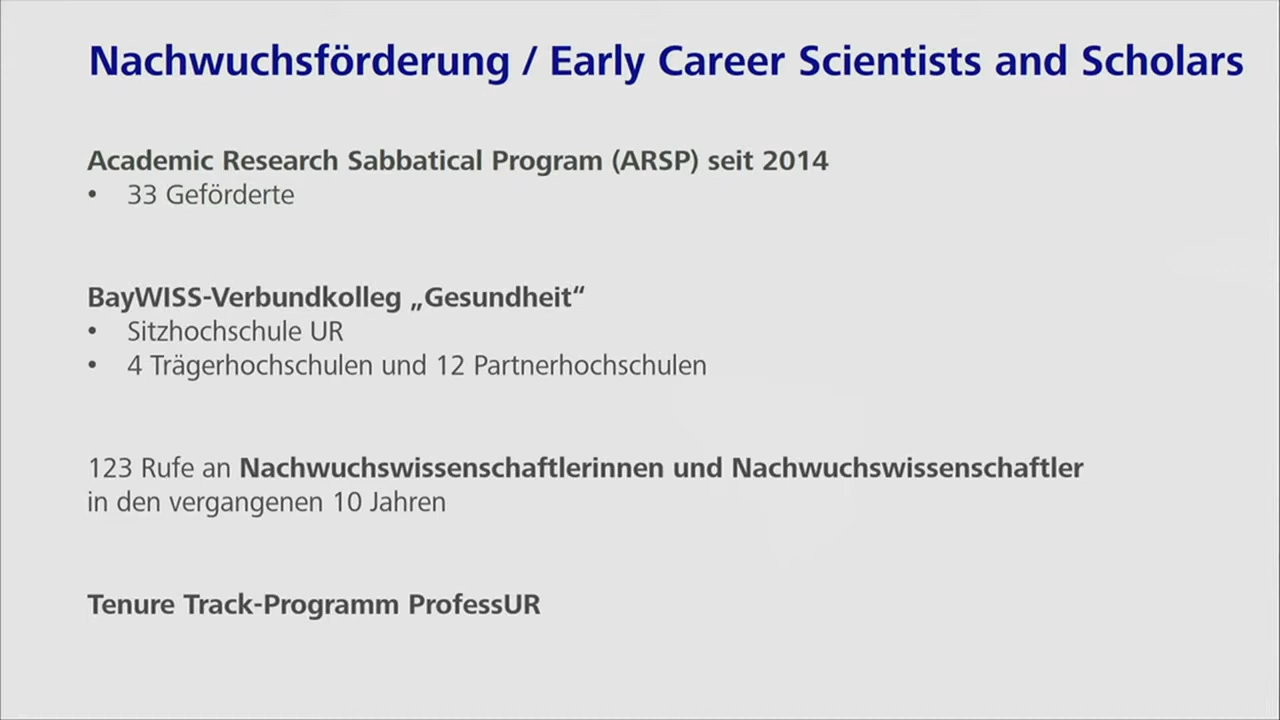 Nachwuchsförderung / Early Career Scientists and Scholars
Academic Research Sabbatical Program (ARSP) seit 2014
• 33 Geförderte
BayWISS-Verbundkolleg „Gesundheit“
• Sitzhochschule UR
• 4 Trägerhochschulen und 12 Partnerhochschulen
123 Rufe an Nachwuchswissenschaftlerinnen und Nachwuchswissenschaftler
in den vergangenen 10 Jahren
Tenure Track-Programm ProfessUR